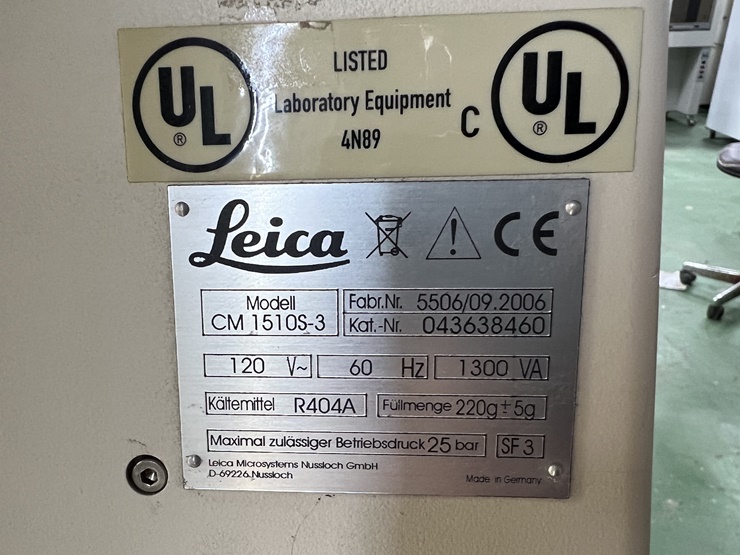 UL ® LISTED C UL ®
Laboratory Equipment
4N89
Leica CE
Modell
CM 1510S-3
Fabr.Nr. 5506/09.2006
Kat.-Nr. 043638460
120 V~ 60 Hz 1300 VA
Kältemittel R404A Füllmenge 220g±5g
Maximal zulässiger Betriebsdruck 25 bar SF 3
Leica Microsystems Nussloch GmbH
D-69226 Nussloch
Made in Germany